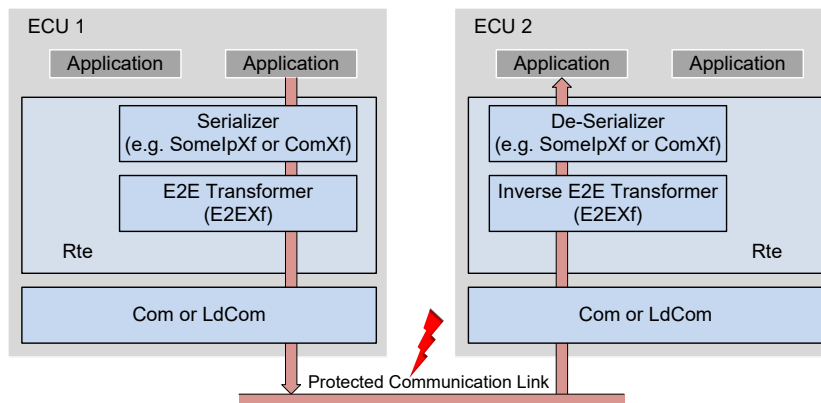 ECU 1
Application
Application
Serializer
(e.g. SomeIpXf or ComXf)
E2E Transformer
(E2EXf)
Rte
Com or LdCom
ECU 2
Application
Application
De-Serializer
(e.g. SomeIpXf or ComXf)
Inverse E2E Transformer
(E2EXf)
Rte
Com or LdCom
Protected Communication Link